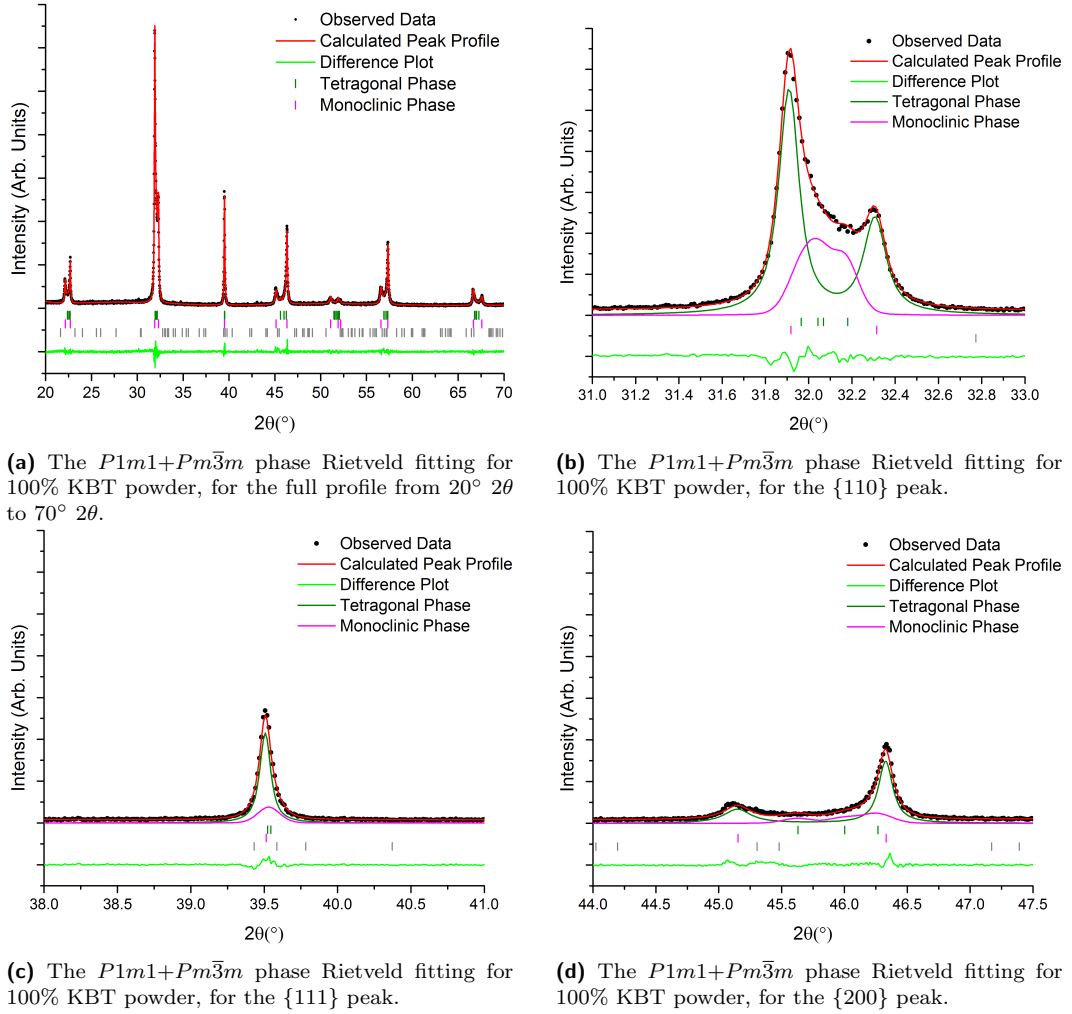 Observed Data
Calculated Peak Profile
Difference Plot
Tetragonal Phase
Monoclinic Phase
Intensity (Arb. Units)
20 25 30 35 40 45 50 55 60 65 70
2θ(°)
(a) The P1m1+Pm3̅m phase Rietveld fitting for
100% KBT powder, for the full profile from 20° 2θ
to 70° 2θ.
Observed Data
Calculated Peak Profile
Difference Plot
Tetragonal Phase
Monoclinic Phase
Intensity (Arb. Units)
31.0 31.2 31.4 31.6 31.8 32.0 32.2 32.4 32.6 32.8 33.0
2θ(°)
(b) The P1m1+Pm3̅m phase Rietveld fitting for
100% KBT powder, for the {110} peak.
Observed Data
Calculated Peak Profile
Difference Plot
Tetragonal Phase
Monoclinic Phase
Intensity (Arb. Units)
38.0 38.5 39.0 39.5 40.0 40.5 41.0
2θ(°)
(c) The P1m1+Pm3̅m phase Rietveld fitting for
100% KBT powder, for the {111} peak.
Observed Data
Calculated Peak Profile
Difference Plot
Tetragonal Phase
Monoclinic Phase
Intensity (Arb. Units)
44.0 44.5 45.0 45.5 46.0 46.5 47.0 47.5
2θ(°)
(d) The P1m1+Pm3̅m phase Rietveld fitting for
100% KBT powder, for the {200} peak.